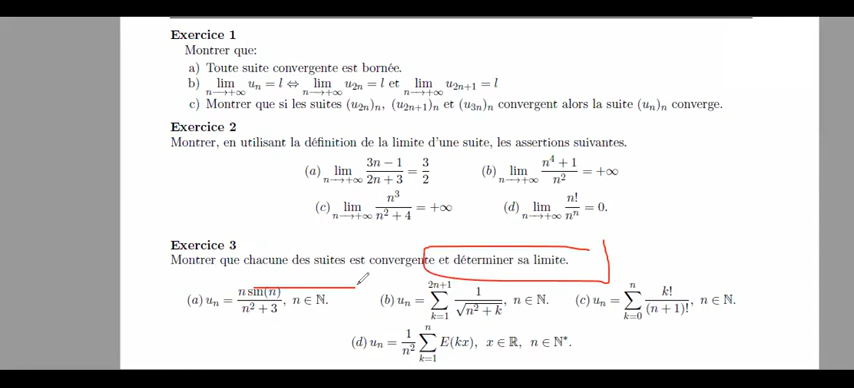 Exercice 1
Montrer que:
a) Toute suite convergente est bornée.
b) lim_{n→+∞} u_n = l ⇔ lim_{n→+∞} u_{2n} = l et lim_{n→+∞} u_{2n+1} = l
c) Montrer que si les suites (u_{2n})_n, (u_{2n+1})_n et (u_{3n})_n convergent alors la suite (u_n)_n converge.
Exercice 2
Montrer, en utilisant la définition de la limite d'une suite, les assertions suivantes.
(a) lim_{n→+∞} (3n − 1)/(2n + 3) = 3/2 (b) lim_{n→+∞} (n^4 + 1)/n^2 = +∞
(c) lim_{n→+∞} n^3/(n^2 + 4) = +∞ (d) lim_{n→+∞} n!/n^n = 0.
Exercice 3
Montrer que chacune des suites est convergente et déterminer sa limite.
(a) u_n = n sin(n)/(n^2 + 3), n ∈ ℕ. (b) u_n = ∑_{k=1}^{2n+1} 1/√(n^2 + k), n ∈ ℕ. (c) u_n = ∑_{k=0}^{n} k!/(n + 1)!, n ∈ ℕ.
(d) u_n = 1/n^2 ∑_{k=1}^{n} E(kx), x ∈ ℝ, n ∈ ℕ*.